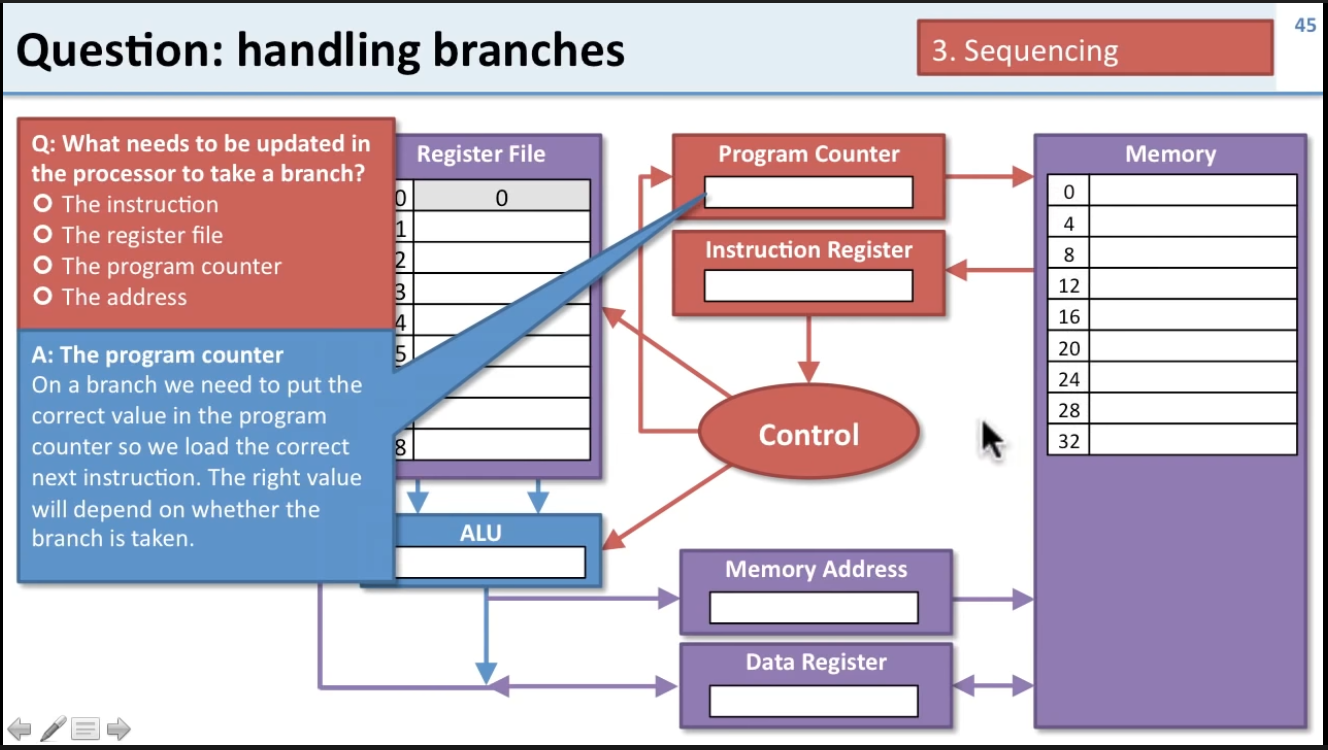 Question: handling branches
3. Sequencing
45
Q: What needs to be updated in
the processor to take a branch?
The instruction
The register file
The program counter
The address
A: The program counter
On a branch we need to put the
correct value in the program
counter so we load the correct
next instruction. The right value
will depend on whether the
branch is taken.
Register File
0 0
1
2
3
4
5
8
ALU
Program Counter
Instruction Register
Control
Memory Address
Data Register
Memory
0
4
8
12
16
20
24
28
32